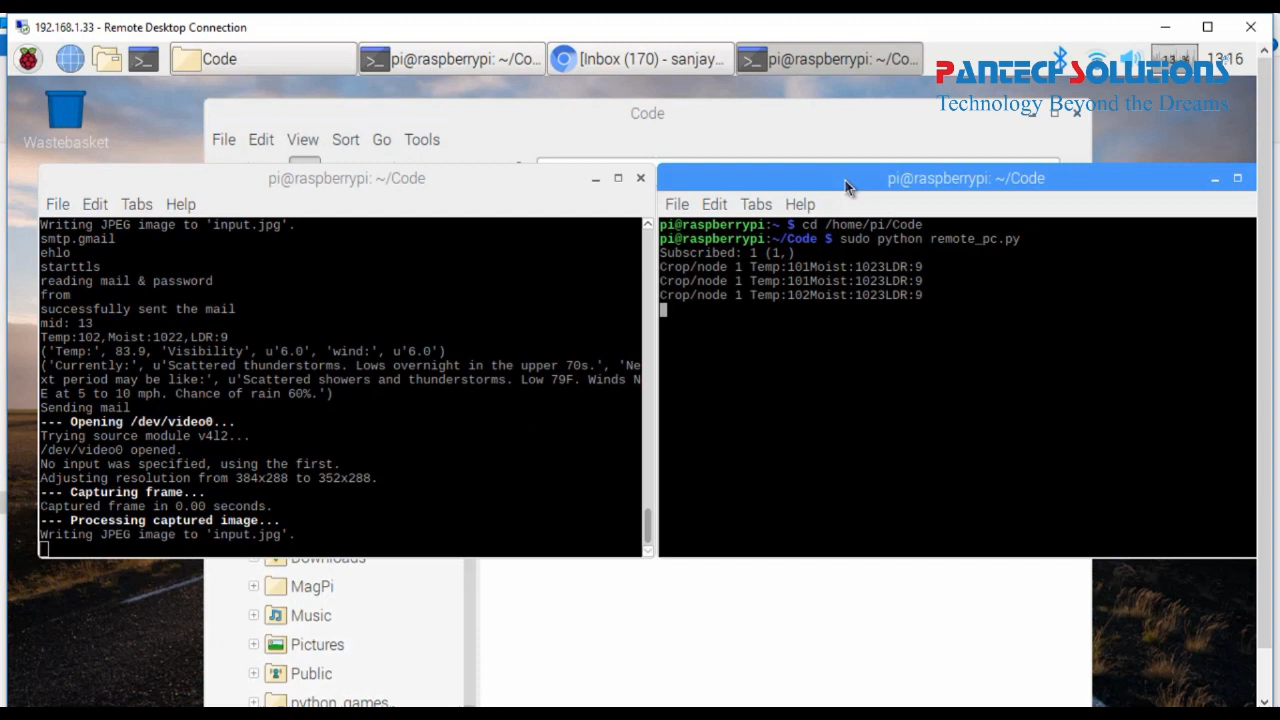 192.168.1.33 - Remote Desktop Connection
Code
pi@raspberrypi: ~/Co...
[Inbox (170) - sanjay...
pi@raspberrypi: ~/Co...
13:16
PANTECH SOLUTIONS
Technology Beyond the Dreams
Wastebasket
Code
File Edit View Sort Go Tools
pi@raspberrypi: ~/Code
File Edit Tabs Help
Writing JPEG image to 'input.jpg'.
smtp.gmail
ehlo
starttls
reading mail & password
from
successfully sent the mail
mid: 13
Temp:102,Moist:1022,LDR:9
('Temp:', 83.9, 'Visibility', u'6.0', 'wind:', u'6.0')
('Currently:', u'Scattered thunderstorms. Lows overnight in the upper 70s.', 'Ne
xt period may be like:', u'Scattered showers and thunderstorms. Low 79F. Winds N
E at 5 to 10 mph. Chance of rain 60%.')
Sending mail
--- Opening /dev/video0...
Trying source module v4l2...
/dev/video0 opened.
No input was specified, using the first.
Adjusting resolution from 384x288 to 352x288.
--- Capturing frame...
Captured frame in 0.00 seconds.
--- Processing captured image...
Writing JPEG image to 'input.jpg'.
pi@raspberrypi: ~/Code
File Edit Tabs Help
pi@raspberrypi:~ $ cd /home/pi/Code
pi@raspberrypi:~/Code $ sudo python remote_pc.py
Subscribed: 1 (1,)
Crop/node 1 Temp:101Moist:1023LDR:9
Crop/node 1 Temp:101Moist:1023LDR:9
Crop/node 1 Temp:102Moist:1023LDR:9
Downloads
MagPi
Music
Pictures
Public
python_games